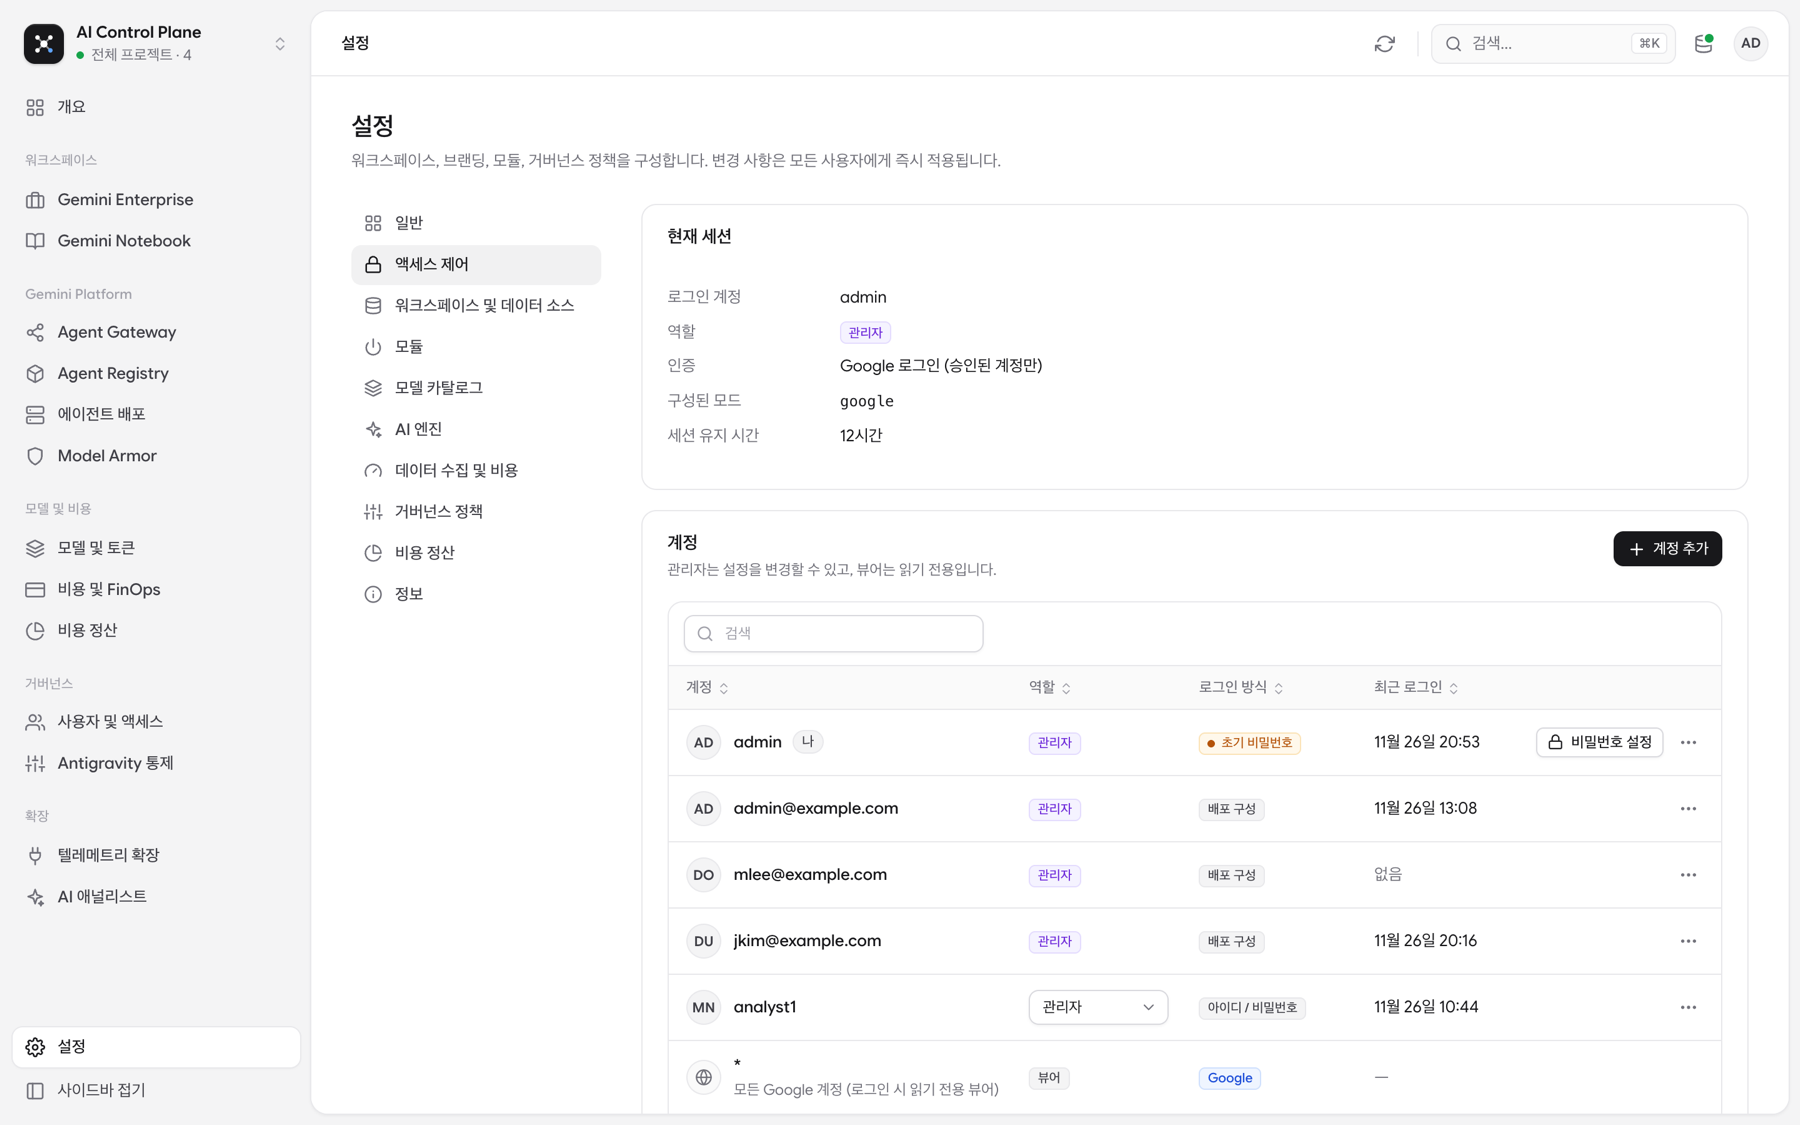 AI Control Plane
전체 프로젝트 · 4
개요
워크스페이스
Gemini Enterprise
Gemini Notebook
Gemini Platform
Agent Gateway
Agent Registry
에이전트 배포
Model Armor
모델 및 비용
모델 및 토큰
비용 및 FinOps
비용 정산
거버넌스
사용자 및 액세스
Antigravity 통제
확장
텔레메트리 확장
AI 애널리스트
설정
사이드바 접기
설정
검색...
⌘K
AD
설정
워크스페이스, 브랜딩, 모듈, 거버넌스 정책을 구성합니다. 변경 사항은 모든 사용자에게 즉시 적용됩니다.
일반
액세스 제어
워크스페이스 및 데이터 소스
모듈
모델 카탈로그
AI 엔진
데이터 수집 및 비용
거버넌스 정책
비용 정산
정보
현재 세션
로그인 계정 admin
역할 관리자
인증 Google 로그인 (승인된 계정만)
구성된 모드 google
세션 유지 시간 12시간
계정
관리자는 설정을 변경할 수 있고, 뷰어는 읽기 전용입니다.
계정 추가
검색
계정 역할 로그인 방식 최근 로그인
AD admin 나 관리자 초기 비밀번호 11월 26일 20:53 비밀번호 설정
AD admin@example.com 관리자 배포 구성 11월 26일 13:08
DO mlee@example.com 관리자 배포 구성 없음
DU jkim@example.com 관리자 배포 구성 11월 26일 20:16
MN analyst1 관리자 아이디 / 비밀번호 11월 26일 10:44
*
모든 Google 계정 (로그인 시 읽기 전용 뷰어) 뷰어 Google —